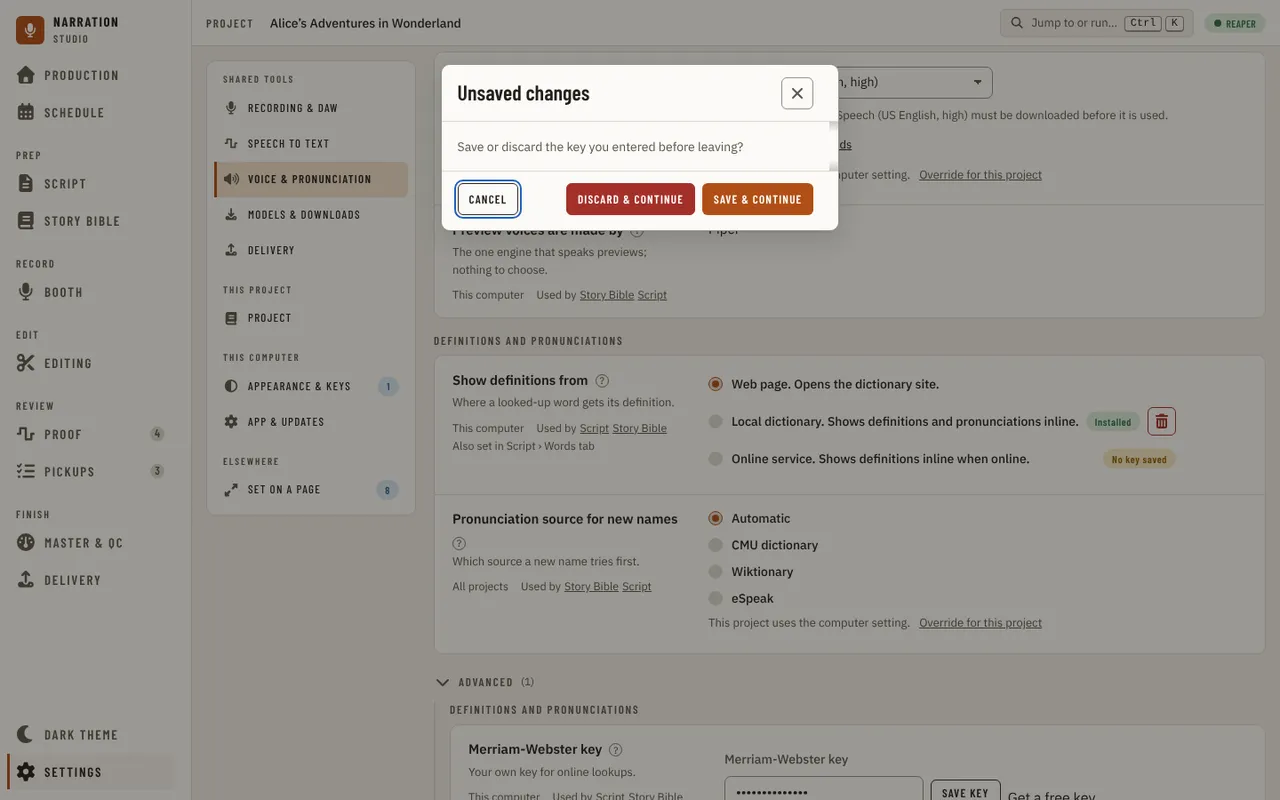 NARRATION
STUDIO
PRODUCTION
SCHEDULE
PREP
SCRIPT
STORY BIBLE
RECORD
BOOTH
EDIT
EDITING
REVIEW
PROOF 4
PICKUPS 3
FINISH
MASTER & QC
DELIVERY
DARK THEME
SETTINGS
PROJECT Alice's Adventures in Wonderland
Jump to or run... Ctrl K
REAPER
SHARED TOOLS
RECORDING & DAW
SPEECH TO TEXT
VOICE & PRONUNCIATION
MODELS & DOWNLOADS
DELIVERY
THIS PROJECT
PROJECT
THIS COMPUTER
APPEARANCE & KEYS 1
APP & UPDATES
ELSEWHERE
SET ON A PAGE 8
Unsaved changes
Save or discard the key you entered before leaving?
CANCEL DISCARD & CONTINUE SAVE & CONTINUE
high)
Speech (US English, high) must be downloaded before it is used.
setting. Override for this project
Preview voices are made by ?
The one engine that speaks previews;
nothing to choose.
This computer Used by Story Bible Script
DEFINITIONS AND PRONUNCIATIONS
Show definitions from ?
Where a looked-up word gets its definition.
This computer Used by Script Story Bible
Also set in Script › Words tab
Web page. Opens the dictionary site.
Local dictionary. Shows definitions and pronunciations inline. Installed
Online service. Shows definitions inline when online. No key saved
Pronunciation source for new names
?
Which source a new name tries first.
All projects Used by Story Bible Script
Automatic
CMU dictionary
Wiktionary
eSpeak
This project uses the computer setting. Override for this project
ADVANCED (1)
DEFINITIONS AND PRONUNCIATIONS
Merriam-Webster key ?
Your own key for online lookups.
This computer Used by Script Story Bible
Merriam-Webster key
•••••••••••••• SAVE KEY Get a free key